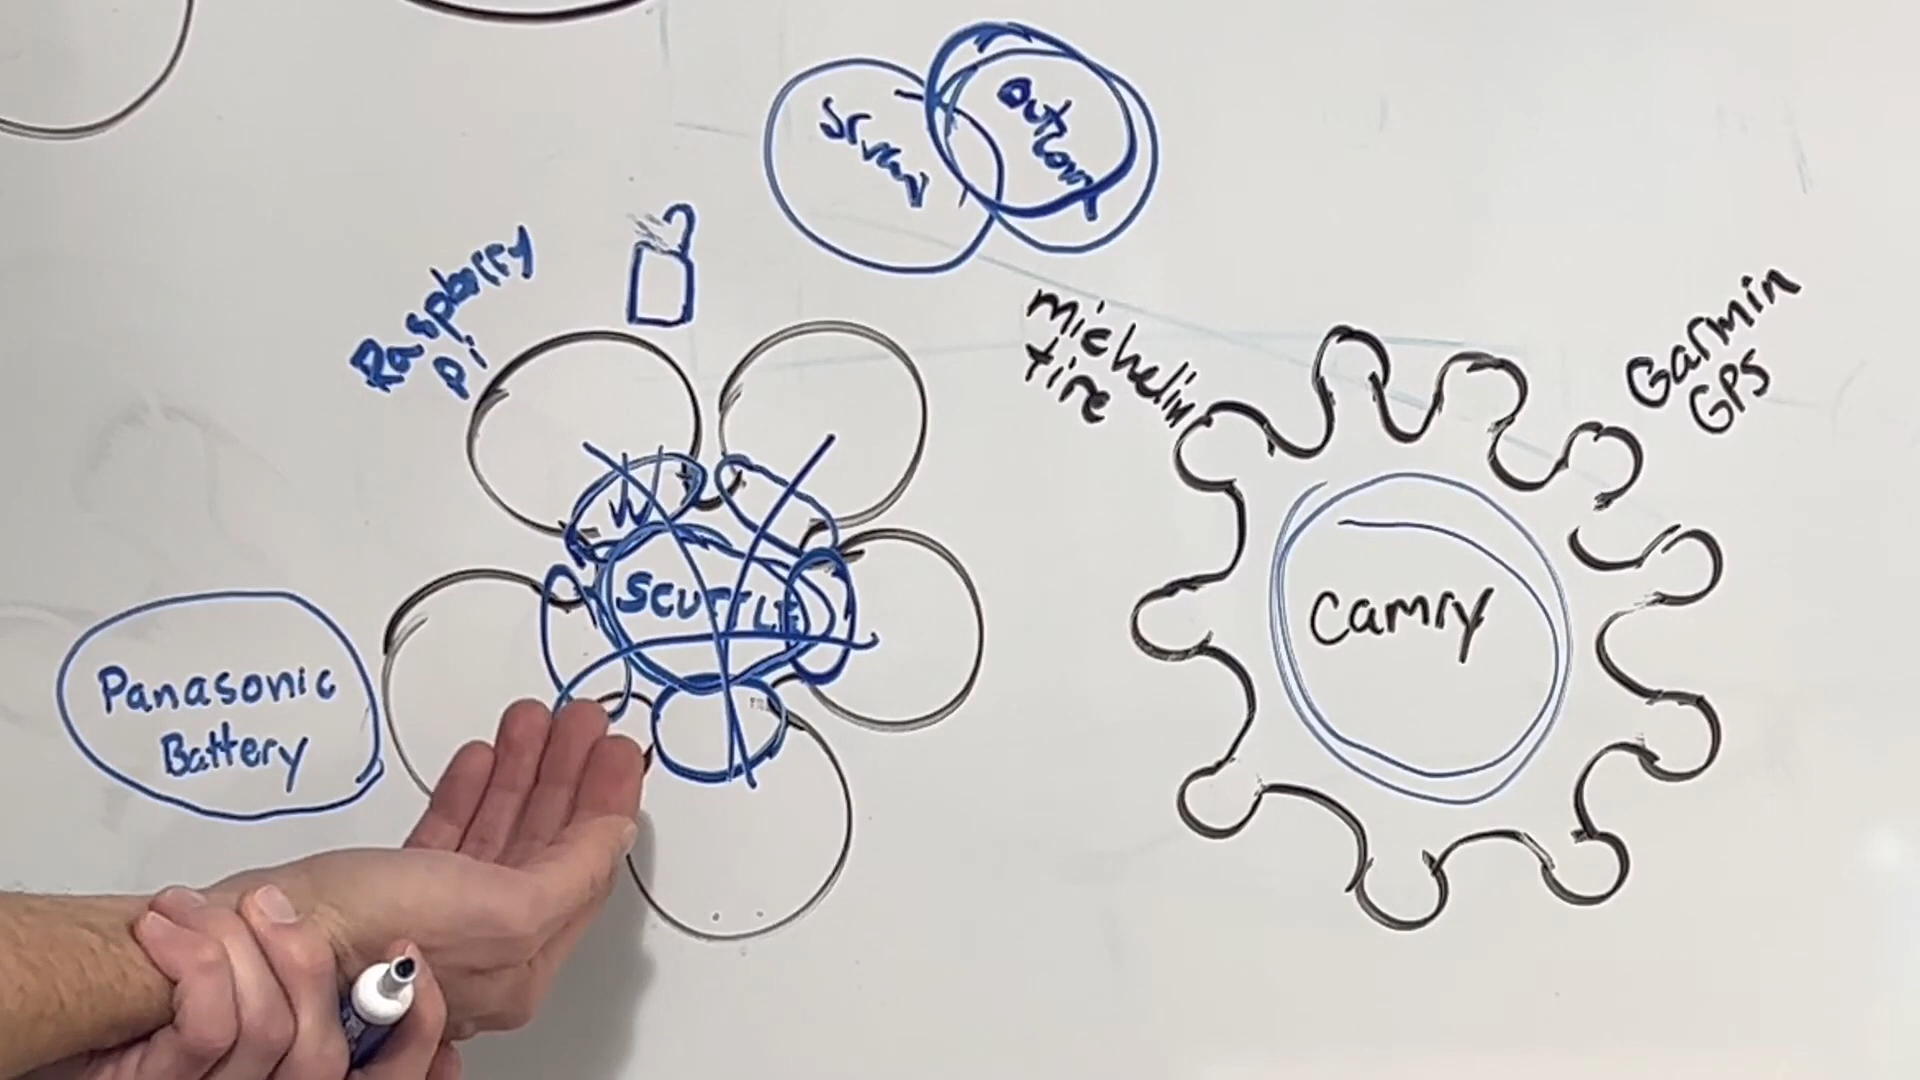 Raspberry
Pi
michelin
tire
Garmin
GPS
SCUTTLE
Camry
Panasonic
Battery